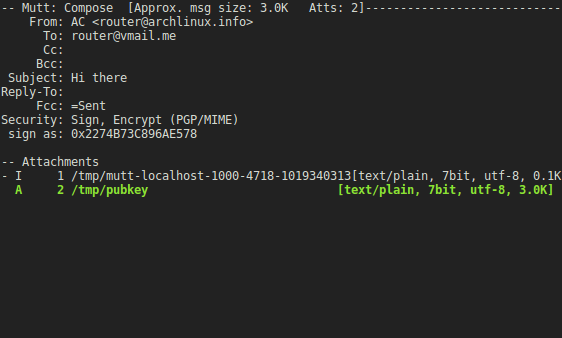 -- Mutt: Compose  [Approx. msg size: 3.0K   Atts: 2]----------------------------
From: AC <router@archlinux.info>
To: router@vmail.me
Cc:
Bcc:
Subject: Hi there
Reply-To:
Fcc: =Sent
Security: Sign, Encrypt (PGP/MIME)
sign as: 0x2274B73C896AE578
-- Attachments
- I     1 /tmp/mutt-localhost-1000-4718-1019340313[text/plain, 7bit, utf-8, 0.1K
A     2 /tmp/pubkey                           [text/plain, 7bit, utf-8, 3.0K]